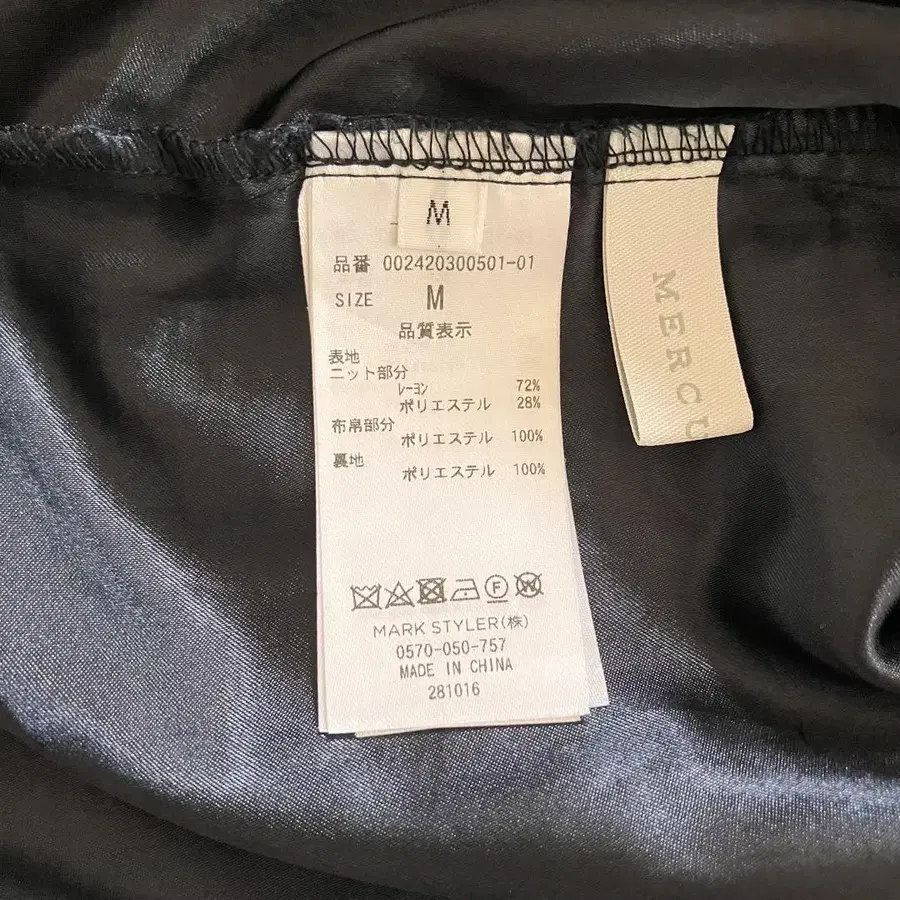 M
品番 002420300501-01
SIZE M
品質表示
表地
ニット部分
レーヨン 72%
ポリエステル 28%
布帛部分
ポリエステル 100%
裏地
ポリエステル 100%
F W
MARK STYLER(株)
0570-050-757
MADE IN CHINA
281016
MERCU